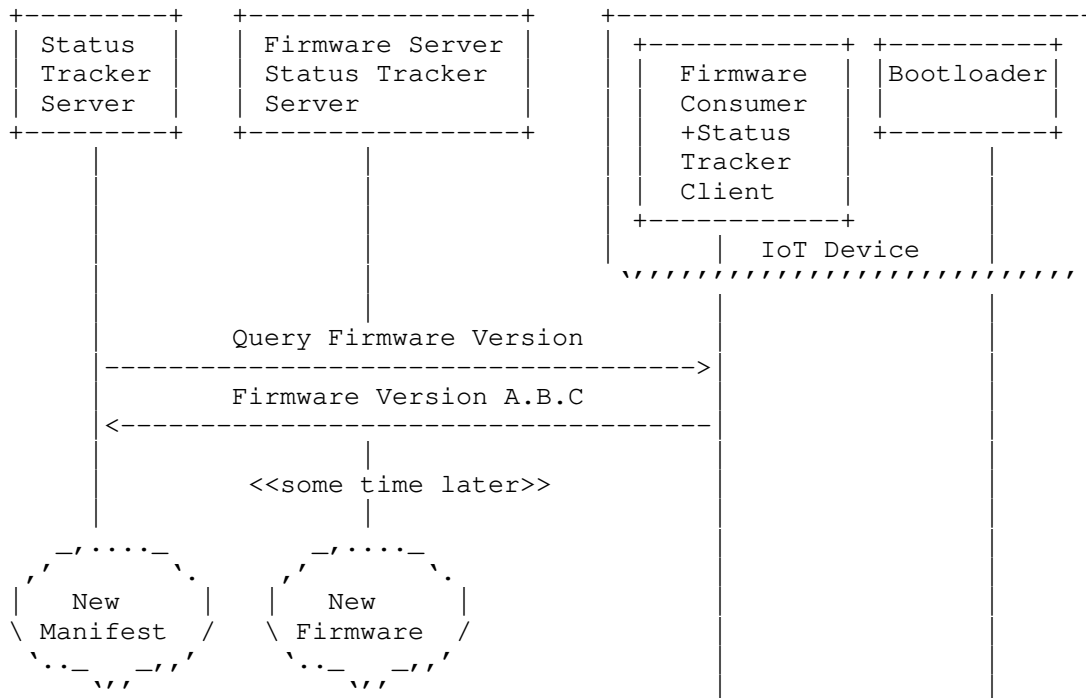 Status
Tracker
Server
Firmware Server
Status Tracker
Server
Firmware
Consumer
+Status
Tracker
Client
Bootloader
IoT Device
Query Firmware Version
Firmware Version A.B.C
<<some time later>>
New
Manifest
New
Firmware